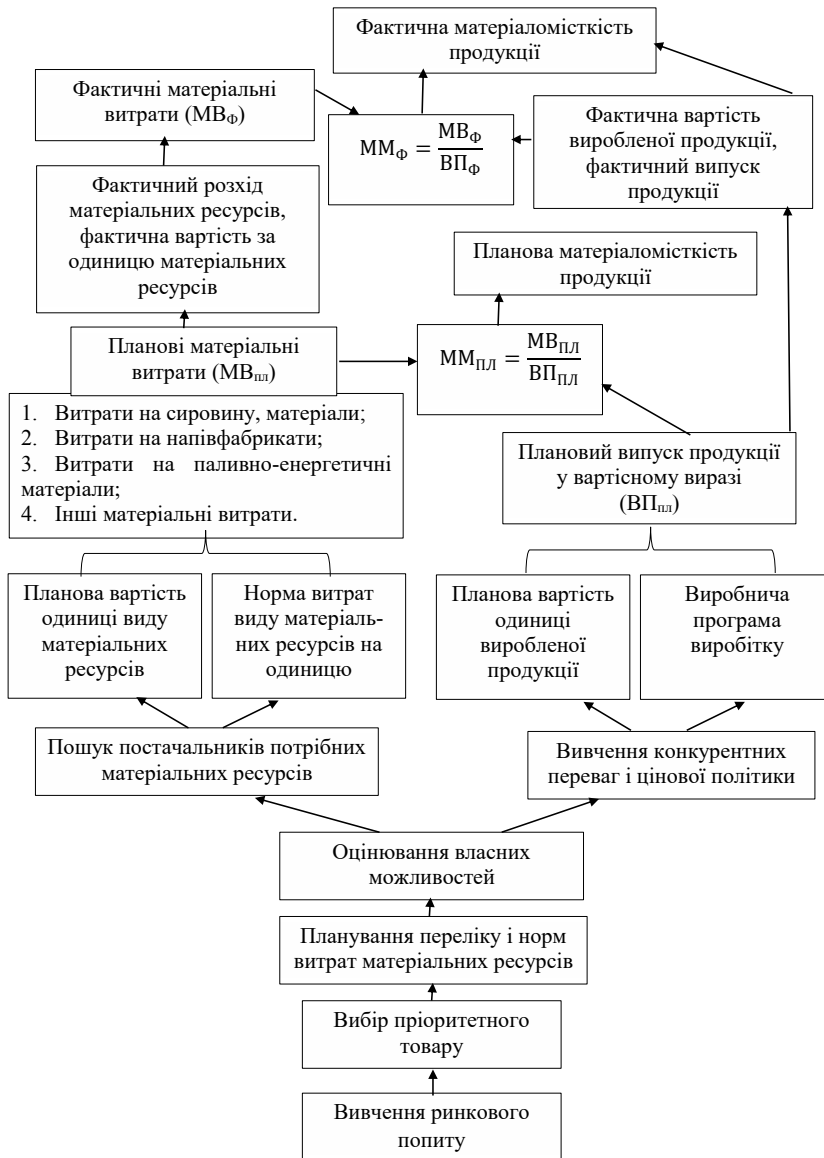 Фактична матеріаломісткість
продукції
Фактичні матеріальні
витрати (МВФ)
ММФ = МВФ
ВПФ
Фактична вартість
виробленої продукції,
фактичний випуск
продукції
Фактичний розхід
матеріальних ресурсів,
фактична вартість за
одиницю матеріальних
ресурсів
Планова матеріаломісткість
продукції
Планові матеріальні
витрати (МВпл)
ММПЛ = МВПЛ
ВППЛ
1. Витрати на сировину, матеріали;
2. Витрати на напівфабрикати;
3. Витрати на паливно-енергетичні
матеріали;
4. Інші матеріальні витрати.
Плановий випуск продукції
у вартісному виразі
(ВПпл)
Планова вартість
одиниці виду
матеріальних
ресурсів
Норма витрат
виду матеріаль-
них ресурсів на
одиницю
Планова вартість
одиниці
виробленої
продукції
Виробнича
програма
виробітку
Пошук постачальників потрібних
матеріальних ресурсів
Вивчення конкурентних
переваг і цінової політики
Оцінювання власних
можливостей
Планування переліку і норм
витрат матеріальних ресурсів
Вибір пріоритетного
товару
Вивчення ринкового
попиту